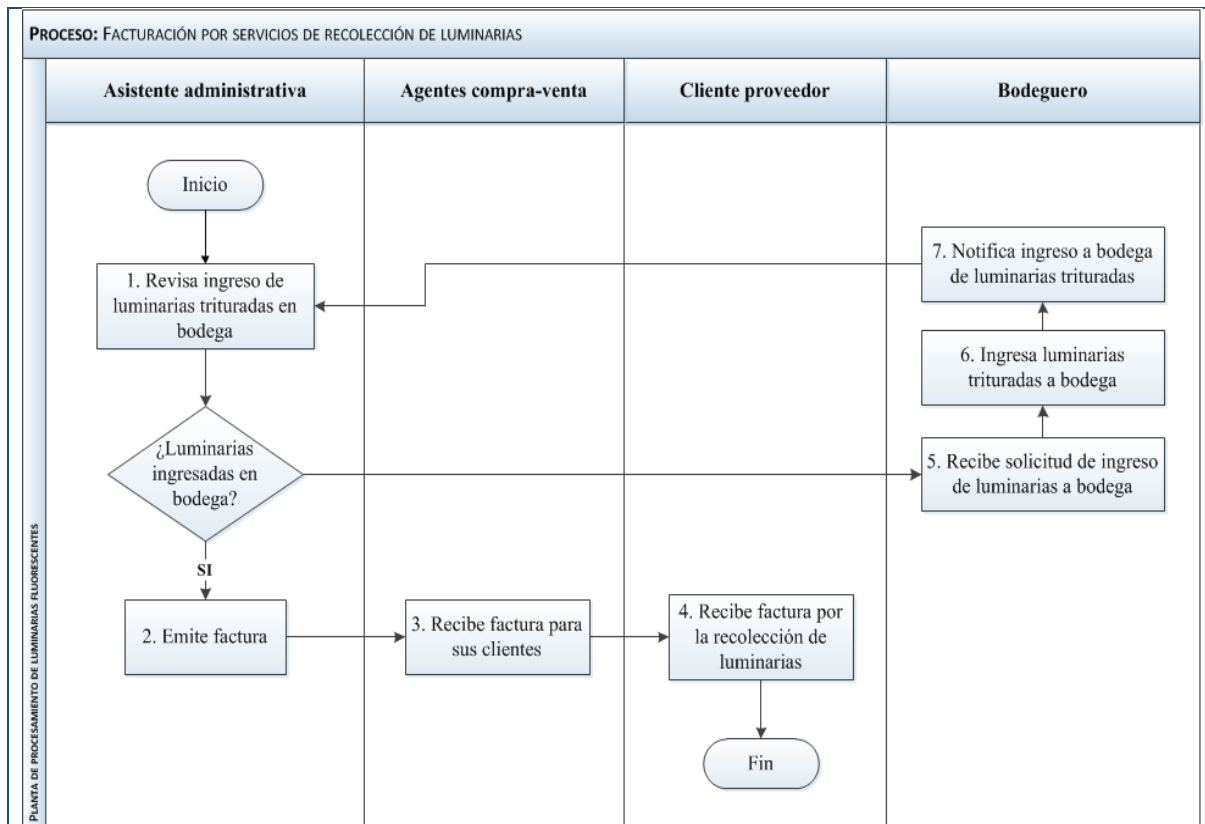 PROCESO: FACTURACIÓN POR SERVICIOS DE RECOLECCIÓN DE LUMINARIAS
PLANTA DE PROCESAMIENTO DE LUMINARIAS FLUORESCENTES
Asistente administrativa
Agentes compra-venta
Cliente proveedor
Bodeguero
Inicio
1. Revisa ingreso de
luminarias trituradas en
bodega
¿Luminarias
ingresadas en
bodega?
SI
2. Emite factura
3. Recibe factura para
sus clientes
4. Recibe factura por
la recolección de
luminarias
Fin
5. Recibe solicitud de ingreso
de luminarias a bodega
6. Ingresa luminarias
trituradas a bodega
7. Notifica ingreso a bodega
de luminarias trituradas